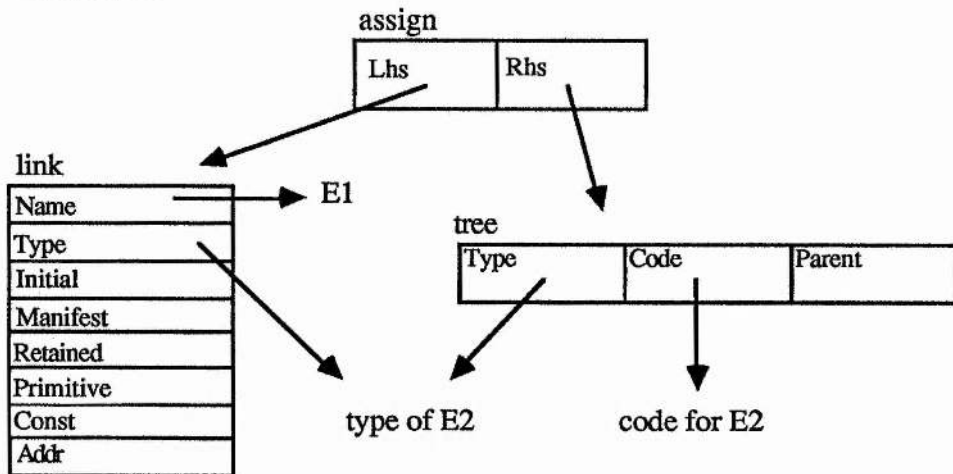 assign
Lhs
Rhs
link
Name
E1
Type
Initial
Manifest
Retained
Primitive
Const
Addr
tree
Type
Code
Parent
type of E2
code for E2